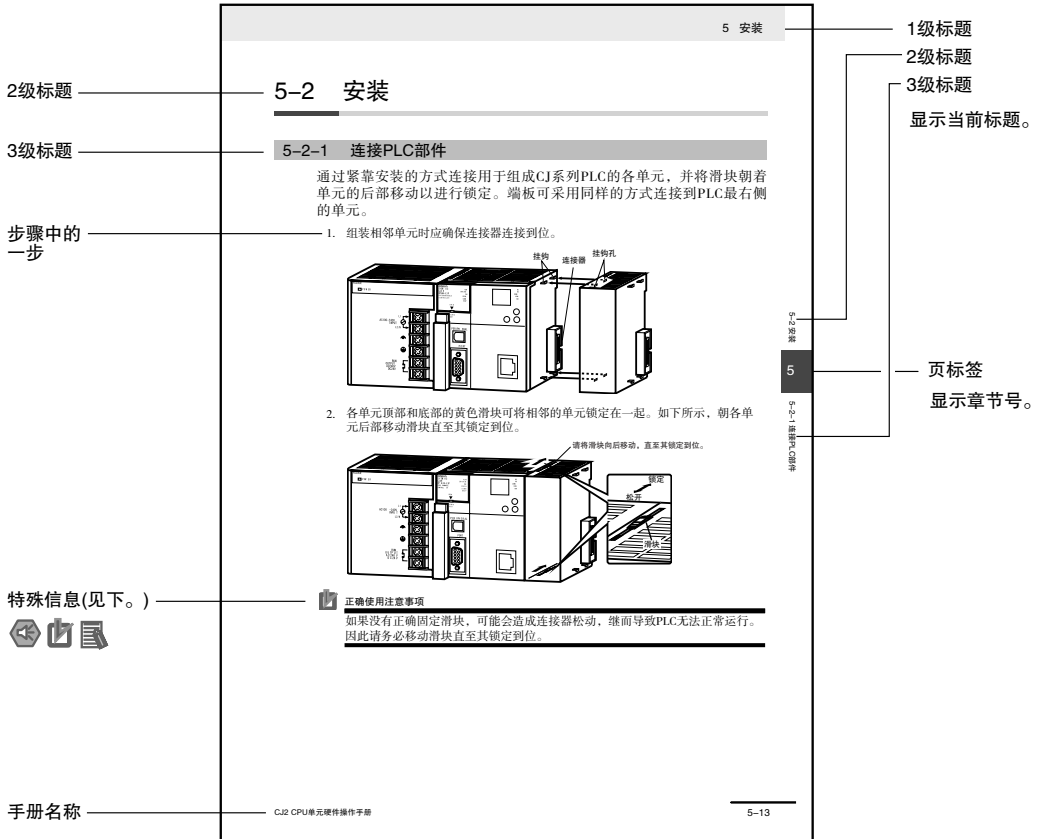 5 安装
1级标题
2级标题
3级标题
显示当前标题。
2级标题
5-2 安装
3级标题
5-2-1 连接PLC部件
通过紧靠安装的方式连接用于组成CJ系列PLC的各单元，并将滑块朝着
单元的后部移动以进行锁定。端板可采用同样的方式连接到PLC最右侧
的单元。
步骤中的
一步
1. 组装相邻单元时应确保连接器连接到位。
挂钩
连接器
挂钩孔
5-2 安装
5
页标签
显示章节号。
5-2-1 连接PLC部件
2. 各单元顶部和底部的黄色滑块可将相邻的单元锁定在一起。如下所示，朝各单
元后部移动滑块直至其锁定到位。
请将滑块向后移动，直至其锁定到位。
锁定
松开
滑块
特殊信息(见下。)
正确使用注意事项
如果没有正确固定滑块，可能会造成连接器松动，继而导致PLC无法正常运行。
因此请务必移动滑块直至其锁定到位。
手册名称
CJ2 CPU单元硬件操作手册
5-13